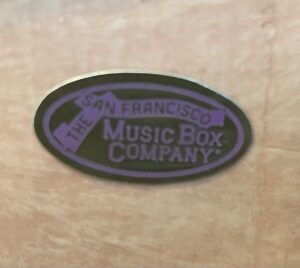 THE
SAN FRANCISCO
MUSIC BOX
COMPANY